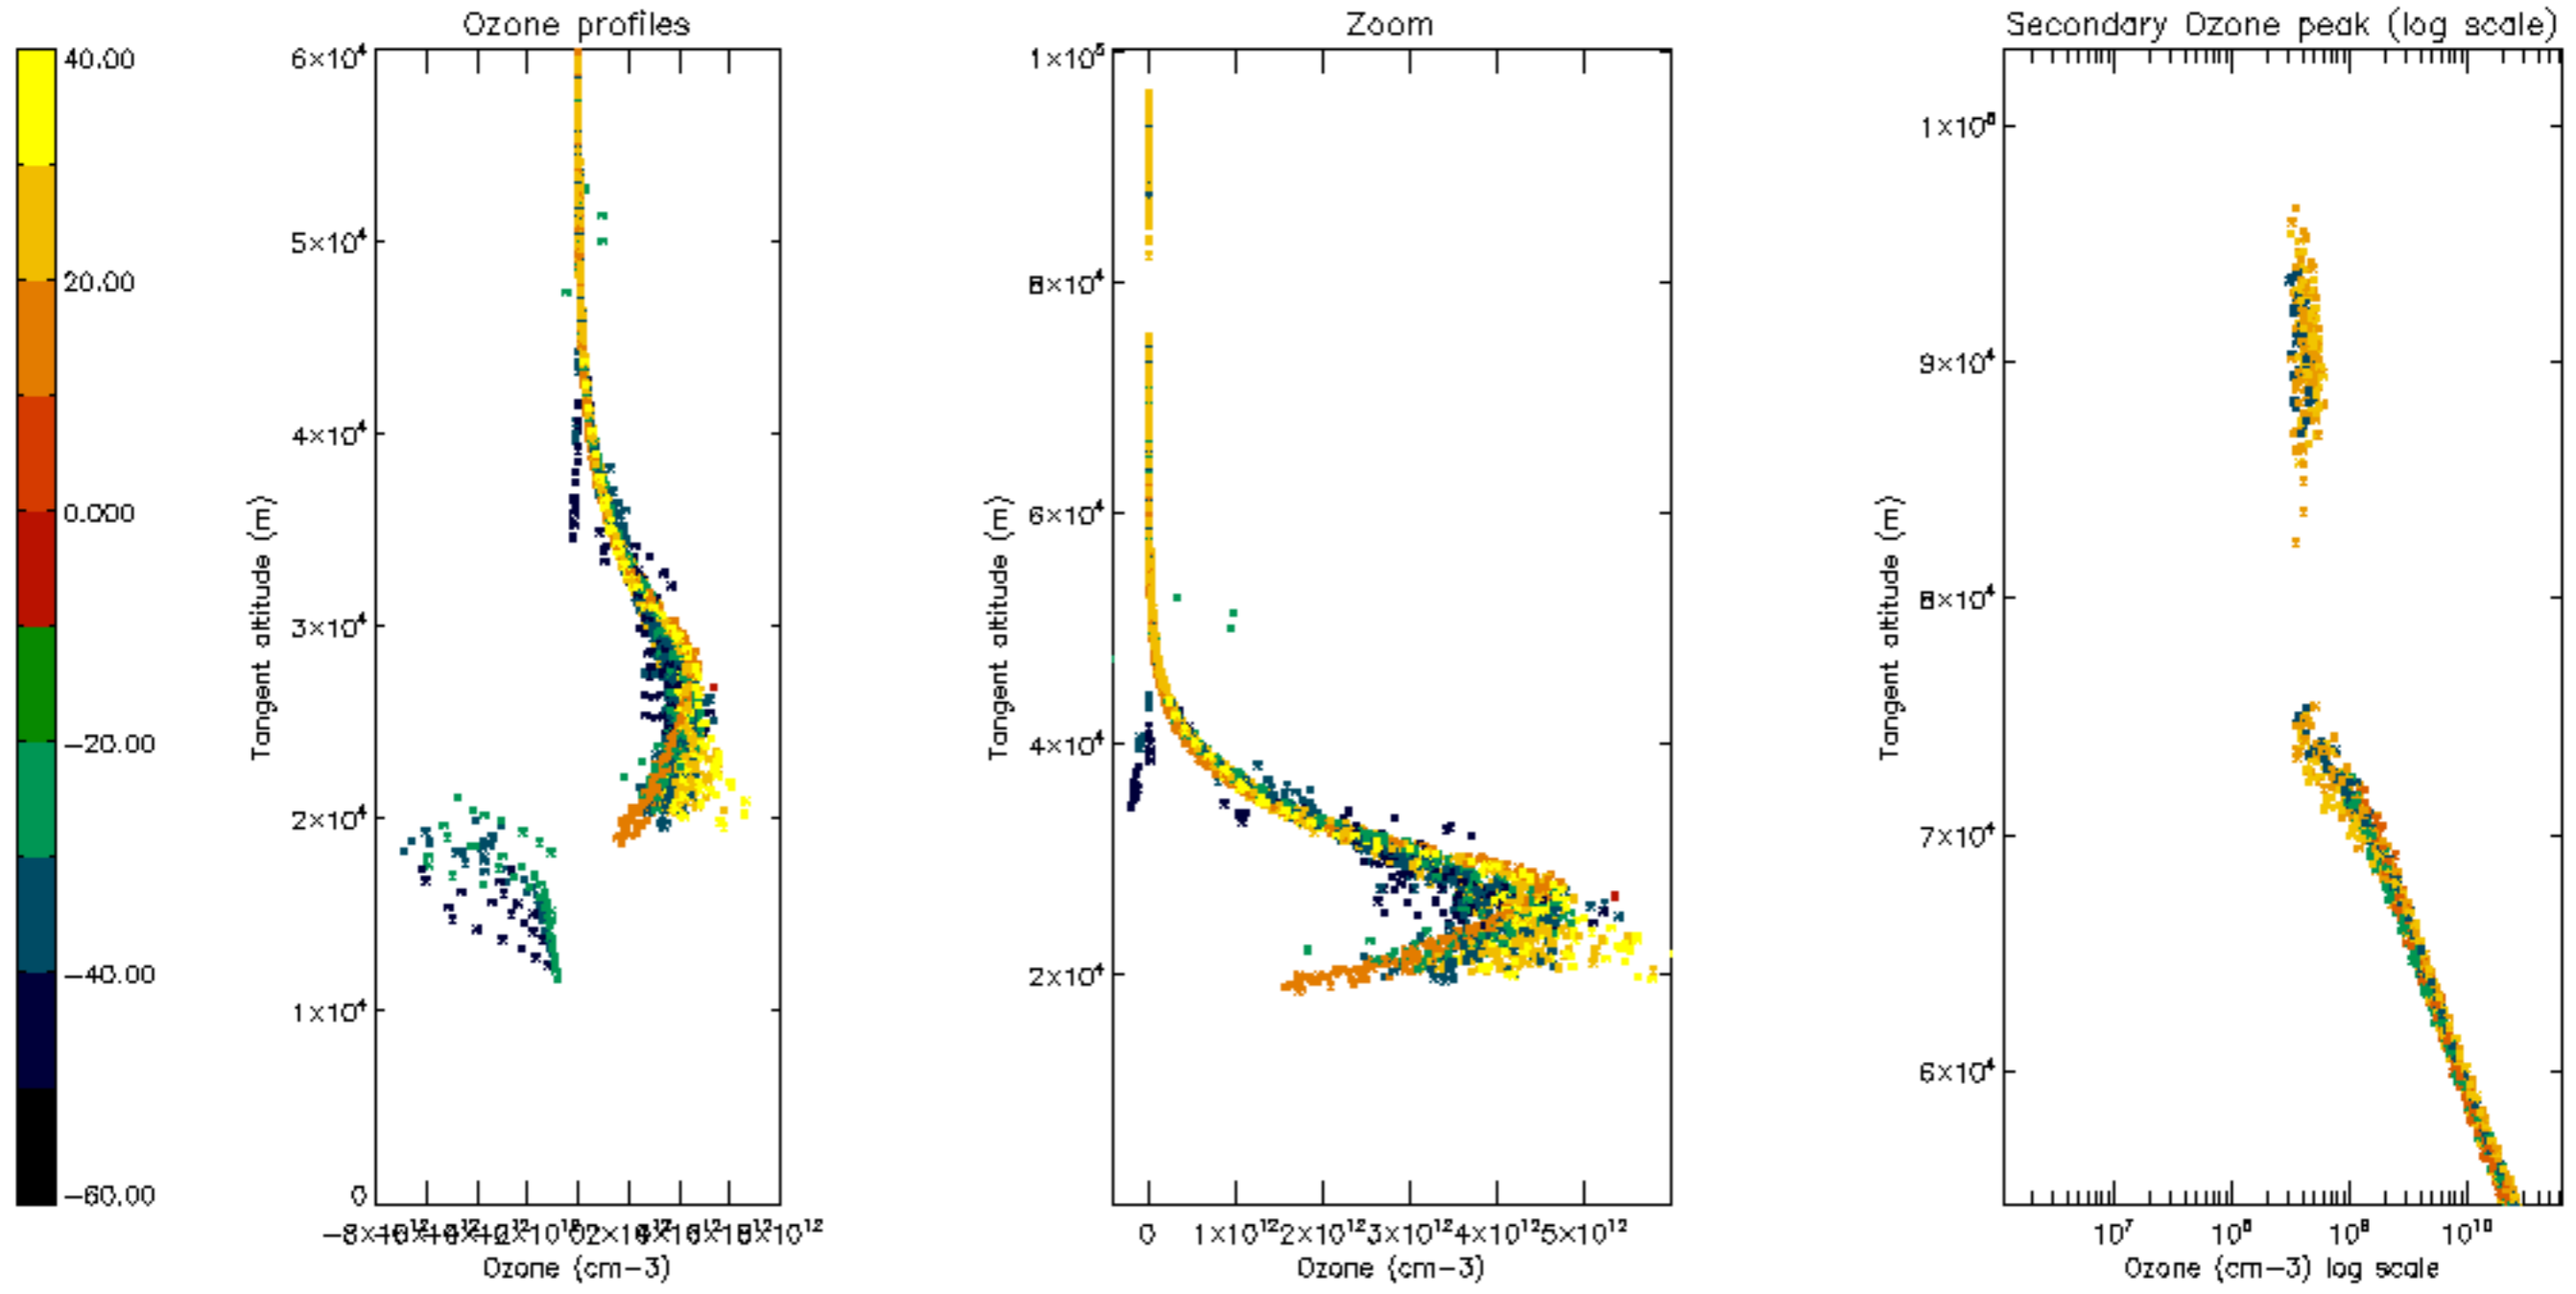 Ozone profiles
Zoom
Secondary Ozone peak (log scale)
40.00
20.00
0.000
−20.00
−40.00
−60.00
6×10⁴
5×10⁴
4×10⁴
3×10⁴
2×10⁴
1×10⁴
0
Tangent altitude (m)
Ozone (cm−3)
1×10⁵
8×10⁴
6×10⁴
4×10⁴
2×10⁴
Tangent altitude (m)
0 1×10¹² 2×10¹² 3×10¹² 4×10¹² 5×10¹²
Ozone (cm−3)
1×10⁵
9×10⁴
8×10⁴
7×10⁴
6×10⁴
Tangent altitude (m)
10⁷ 10⁸ 10⁹ 10¹⁰
Ozone (cm−3) log scale